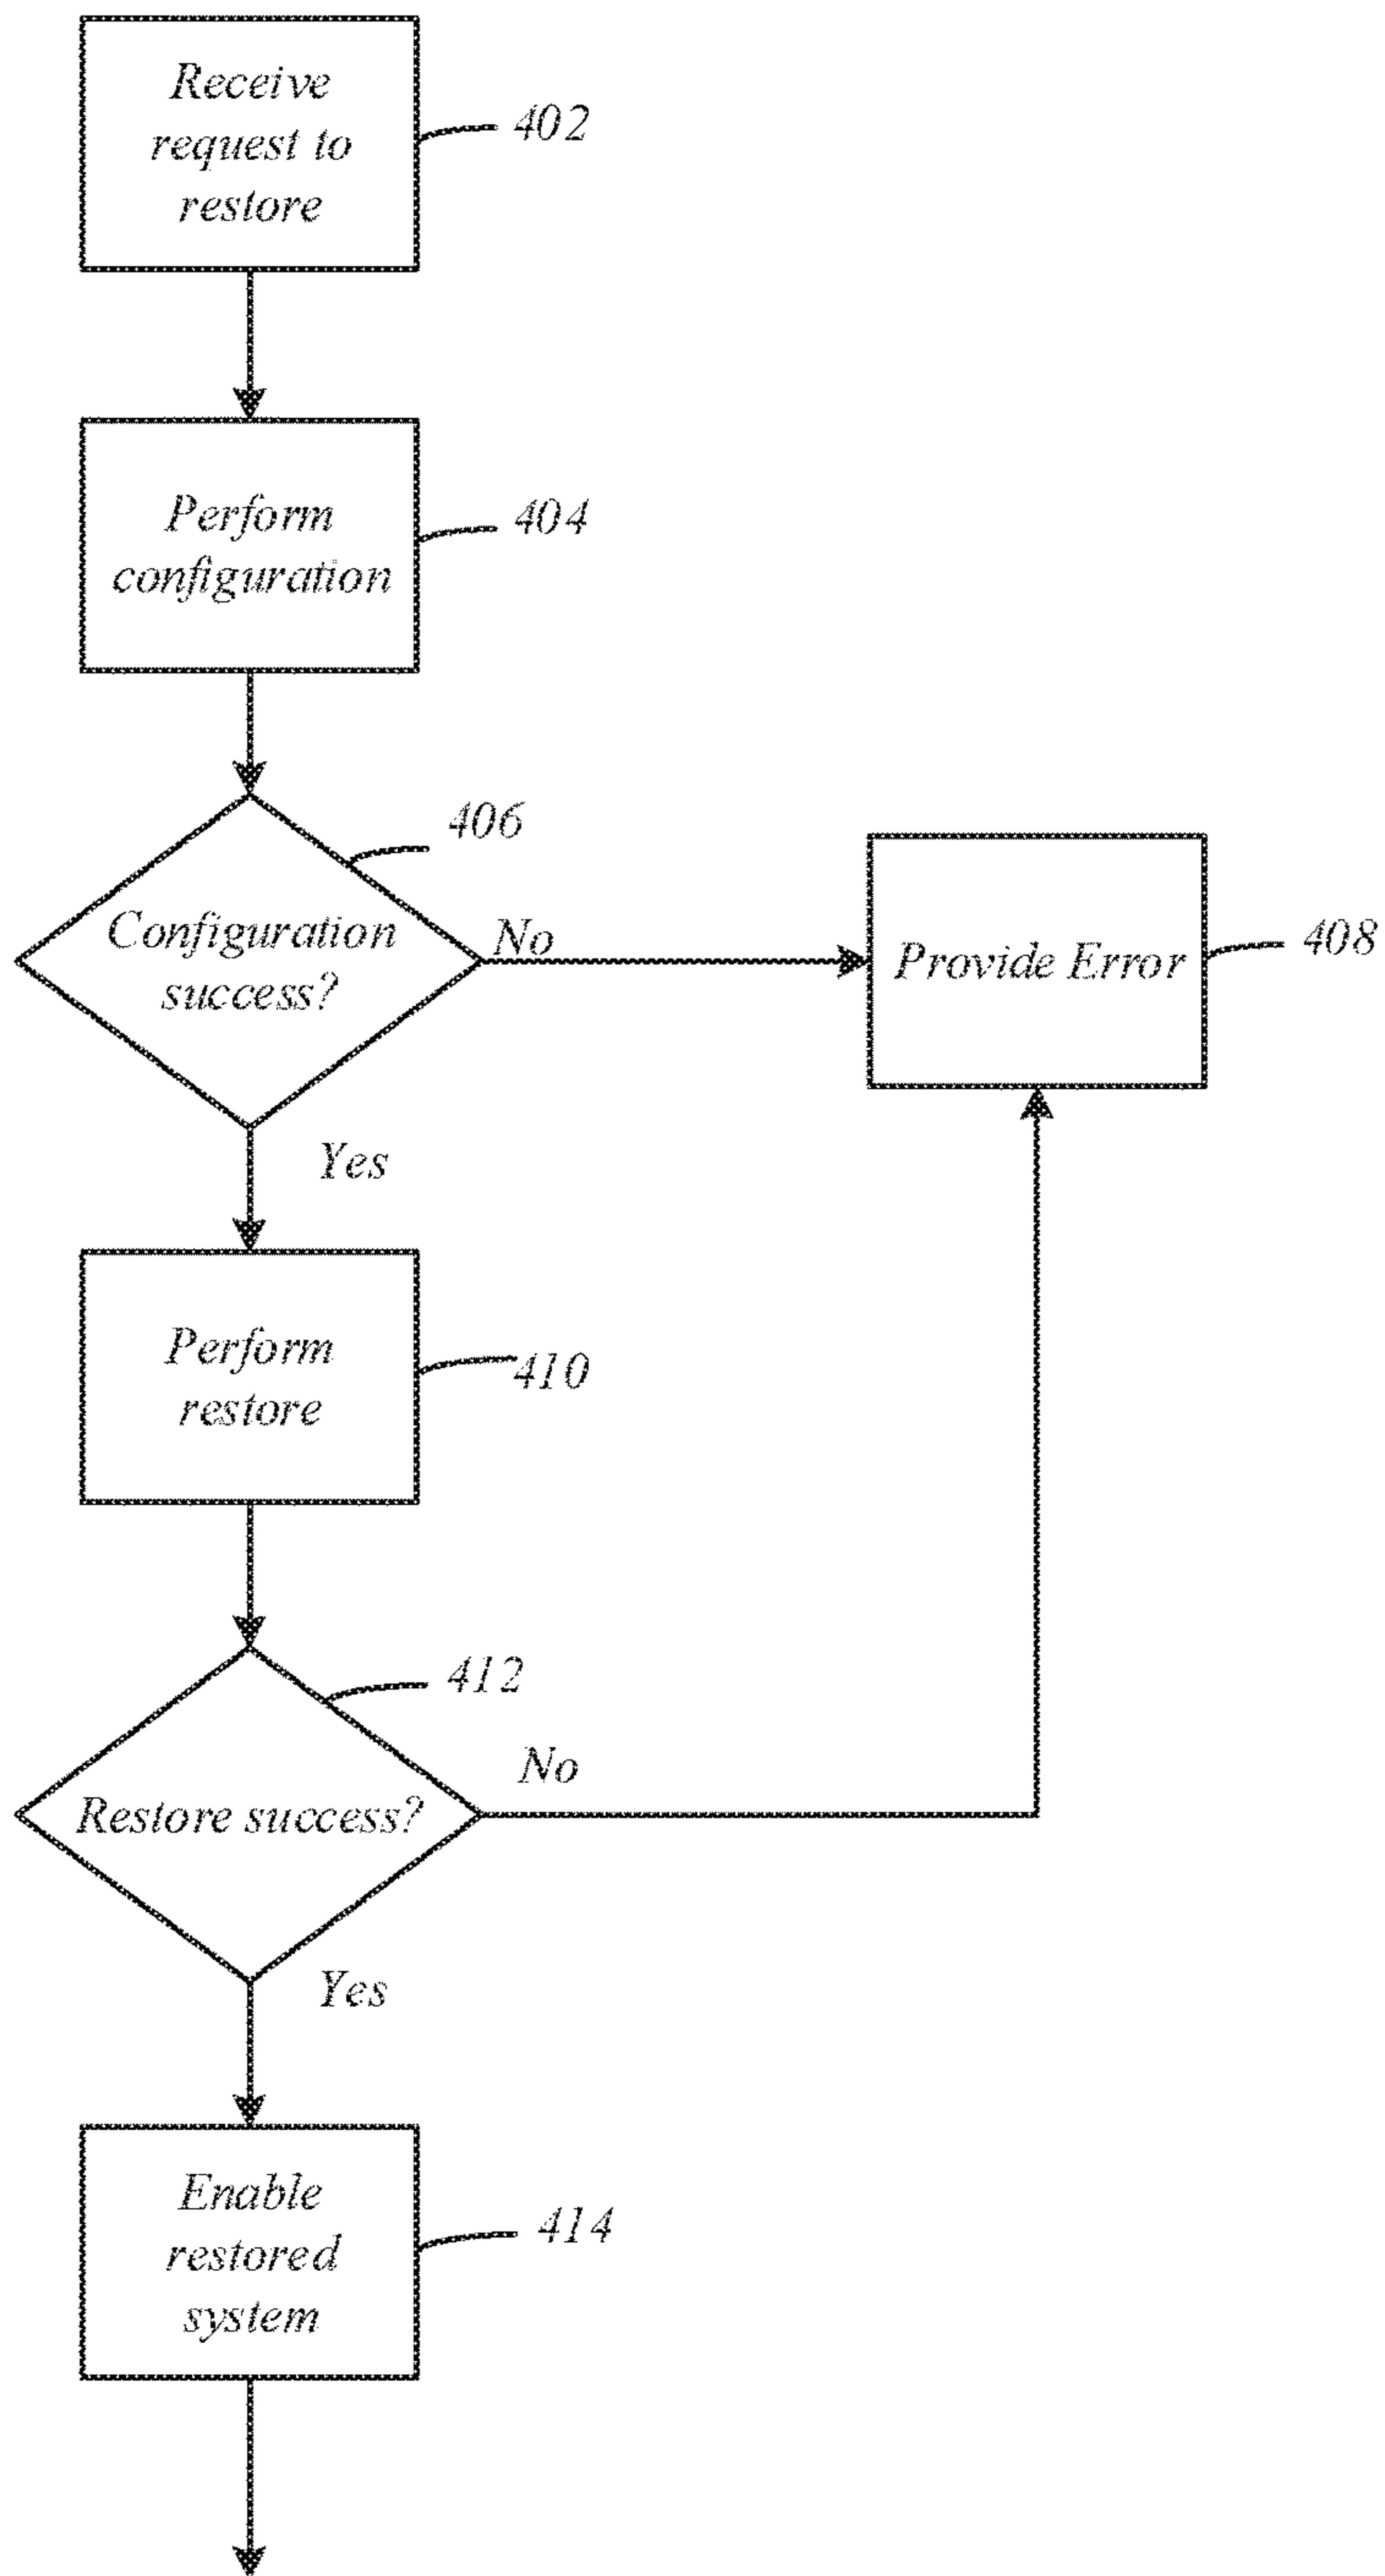 Receive
request to
restore
402
Perform
configuration
404
406
Configuration
success?
No
Provide Error
408
Yes
Perform
restore
410
412
Restore success?
No
Yes
Enable
restored
system
414